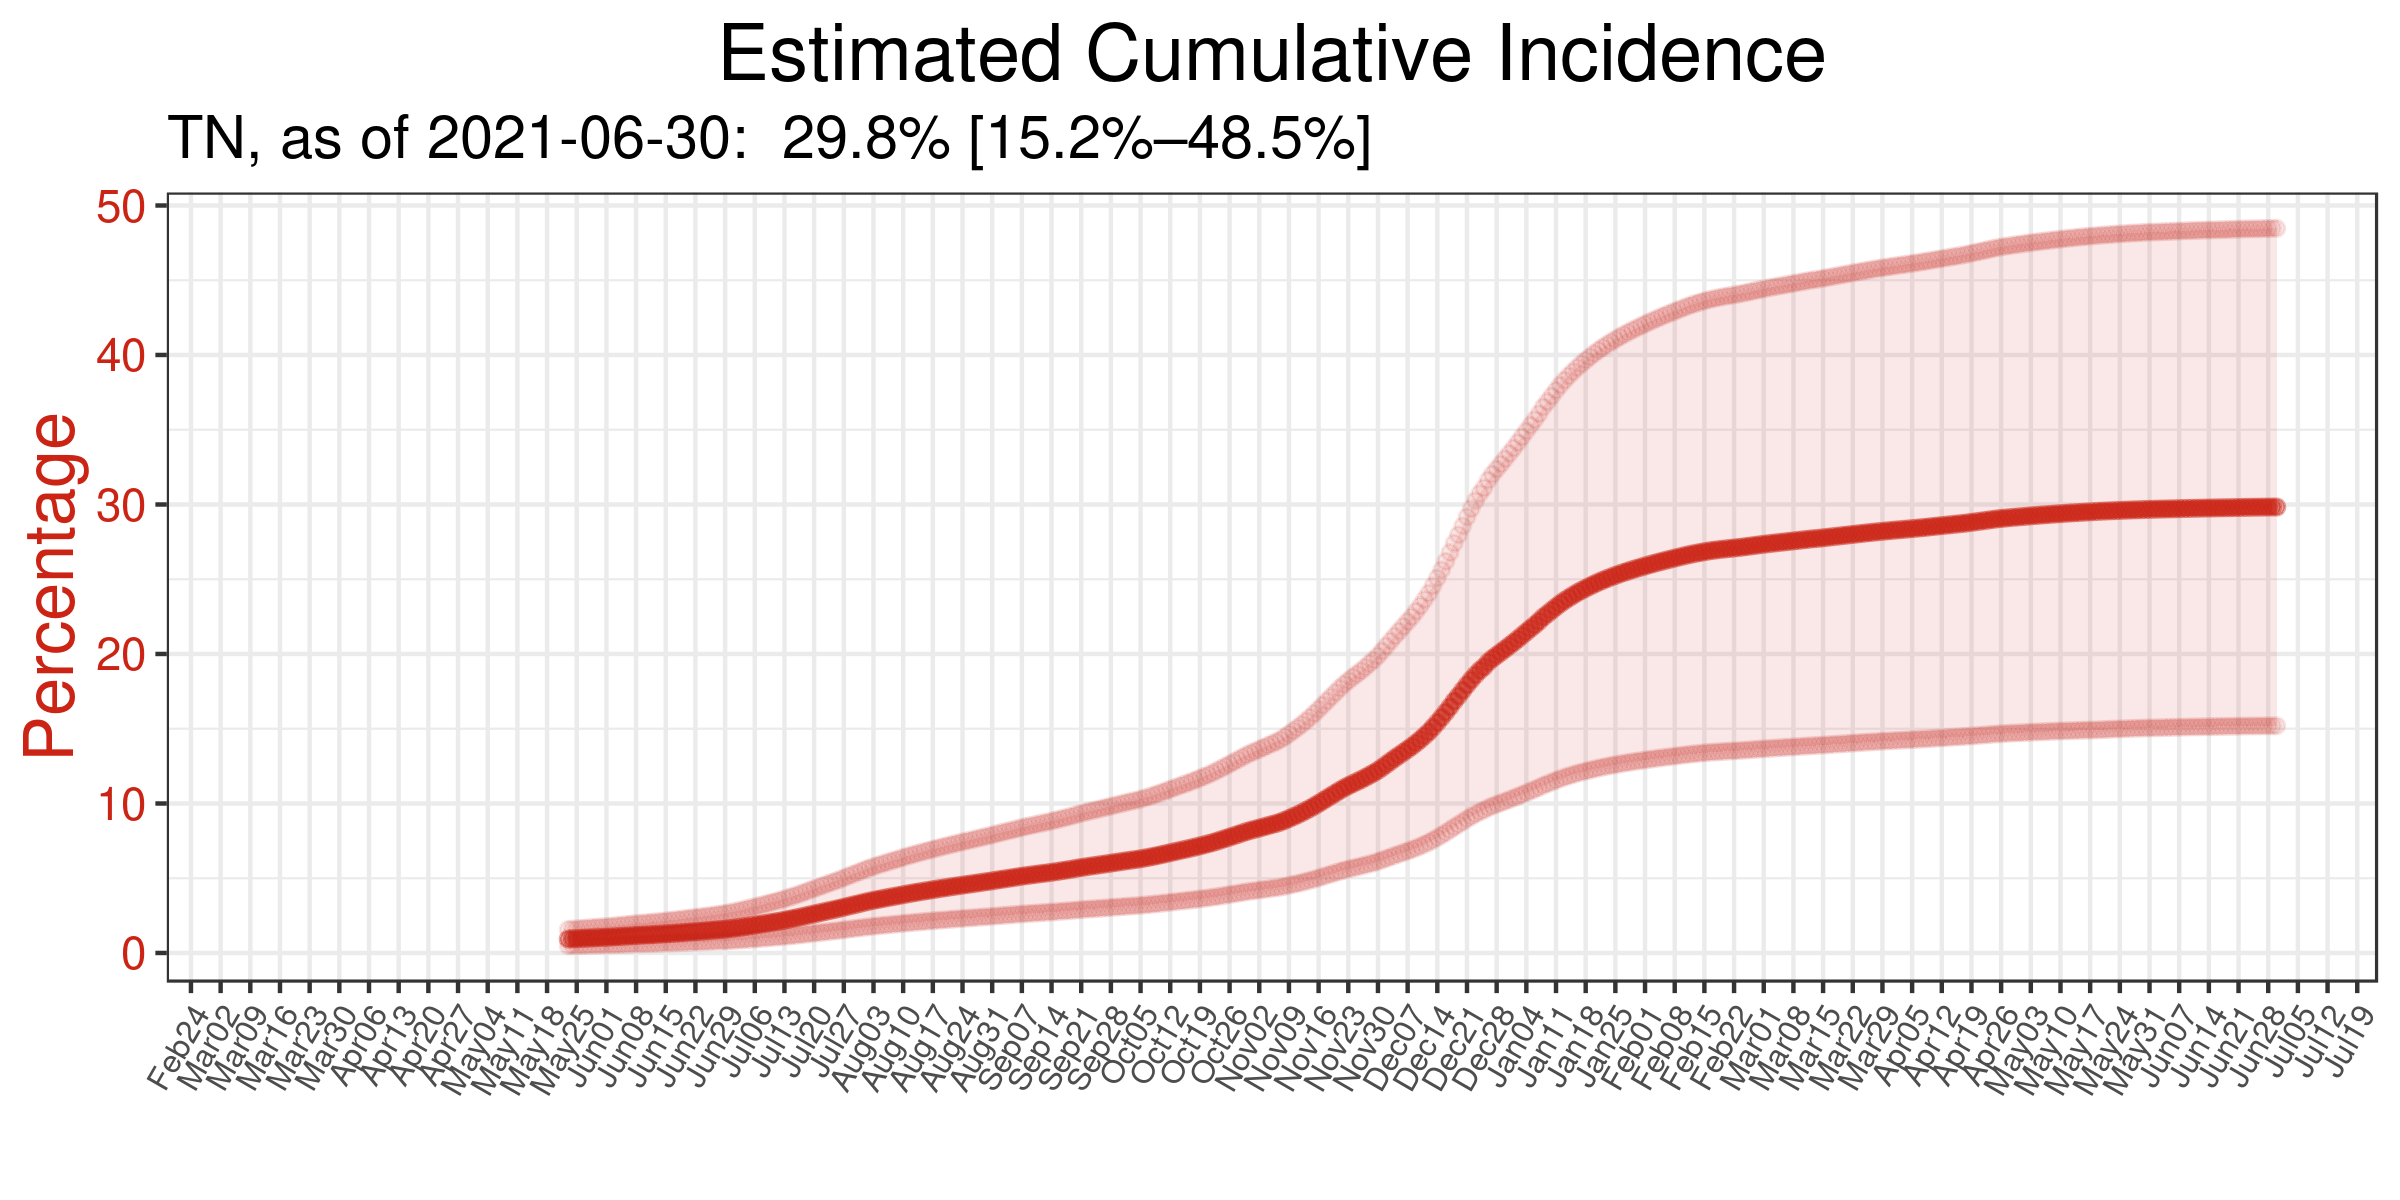 Estimated Cumulative Incidence
TN, as of 2021-06-30:  29.8% [15.2%–48.5%]
Percentage
50
40
30
20
10
0
Feb24
Mar02
Mar09
Mar16
Mar23
Mar30
Apr06
Apr13
Apr20
Apr27
May04
May11
May18
May25
Jun01
Jun08
Jun15
Jun22
Jun29
Jul06
Jul13
Jul20
Jul27
Aug03
Aug10
Aug17
Aug24
Aug31
Sep07
Sep14
Sep21
Sep28
Oct05
Oct12
Oct19
Oct26
Nov02
Nov09
Nov16
Nov23
Nov30
Dec07
Dec14
Dec21
Dec28
Jan04
Jan11
Jan18
Jan25
Feb01
Feb08
Feb15
Feb22
Mar01
Mar08
Mar15
Mar22
Mar29
Apr05
Apr12
Apr19
Apr26
May03
May10
May17
May24
May31
Jun07
Jun14
Jun21
Jun28
Jul05
Jul12
Jul19